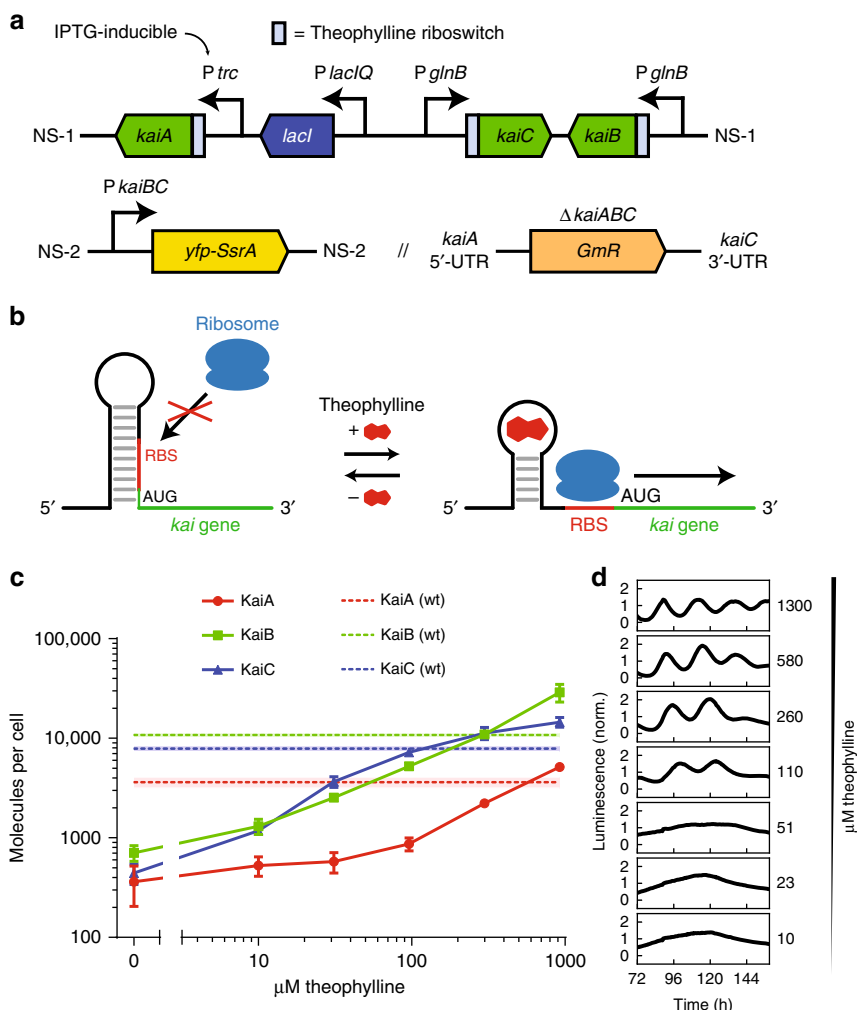 a
IPTG-inducible
= Theophylline riboswitch
P trc
P lacIQ
P glnB
P glnB
NS-1
kaiA
lacI
kaiC
kaiB
NS-1
P kaiBC
NS-2
yfp-SsrA
NS-2
//
kaiA
5′-UTR
Δ kaiABC
GmR
kaiC
3′-UTR
b
Ribosome
RBS
AUG
5′
3′
kai gene
Theophylline
+
−
5′
RBS
AUG
kai gene
3′
c
KaiA
KaiB
KaiC
KaiA (wt)
KaiB (wt)
KaiC (wt)
Molecules per cell
100,000
10,000
1000
100
0
10
100
1000
μM theophylline
d
Luminescence (norm.)
2
1
0
1300
2
1
0
580
2
1
0
260
2
1
0
110
2
1
0
51
2
1
0
23
2
1
0
10
72
96
120
144
Time (h)
μM theophylline